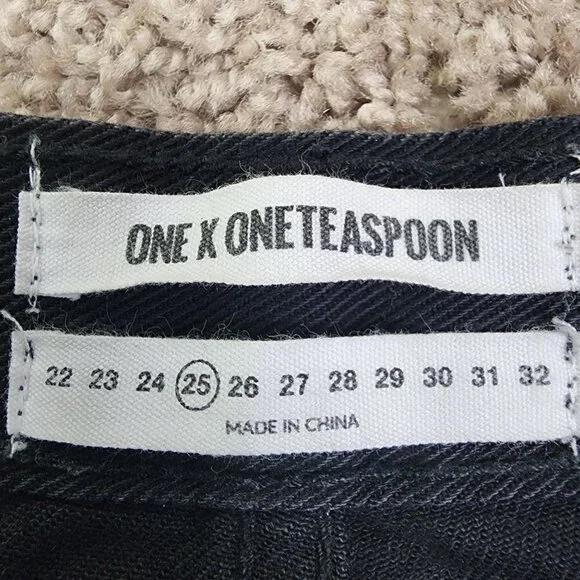 ONE X ONETEASPOON
22 23 24 25 26 27 28 29 30 31 32
MADE IN CHINA